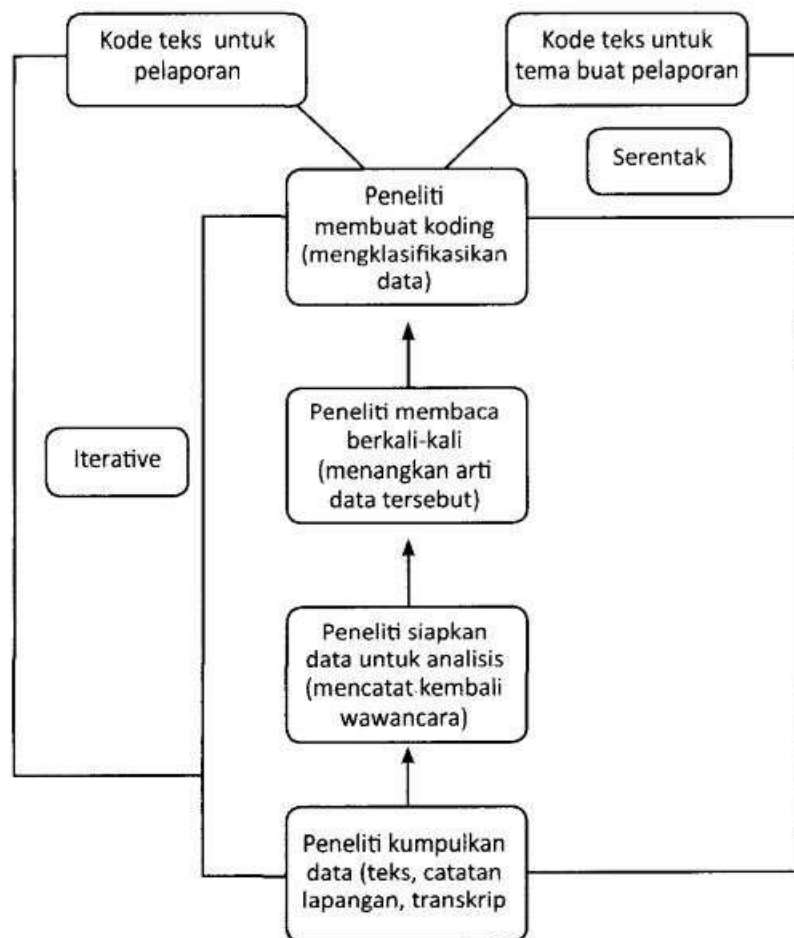 Kode teks untuk
pelaporan
Kode teks untuk
tema buat pelaporan
Serentak
Peneliti
membuat koding
(mengklasifikasikan
data)
Peneliti membaca
berkali-kali
(menangkan arti
data tersebut)
Iterative
Peneliti siapkan
data untuk analisis
(mencatat kembali
wawancara)
Peneliti kumpulkan
data (teks, catatan
lapangan, transkrip